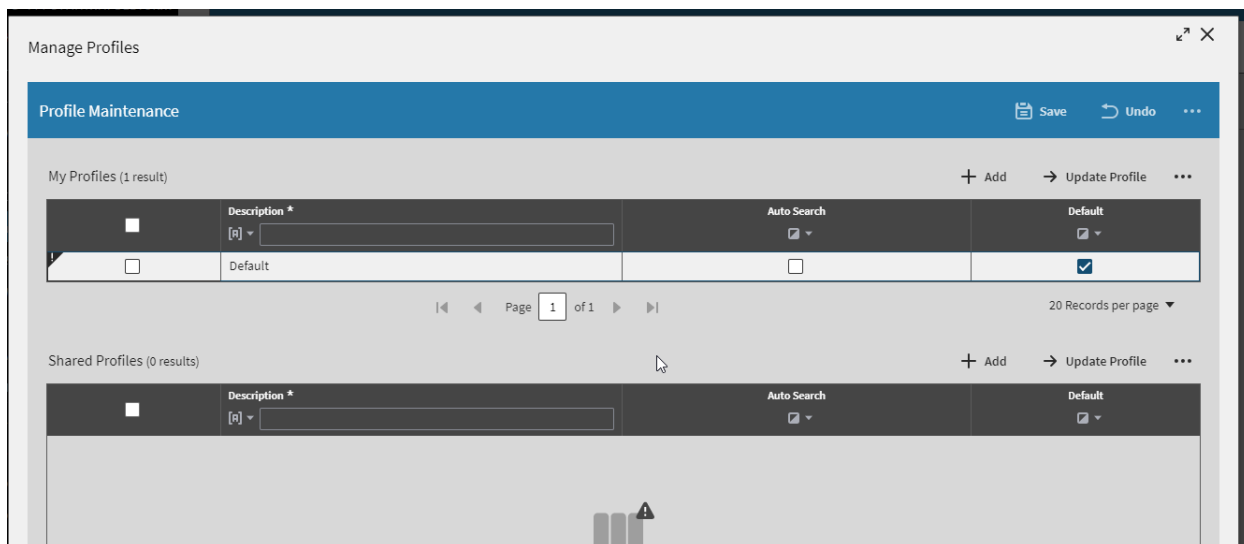 Manage Profiles
Profile Maintenance Save Undo
My Profiles (1 result) Add Update Profile
Description * Auto Search Default
[A]
Default
Page 1 of 1 20 Records per page
Shared Profiles (0 results) Add Update Profile
Description * Auto Search Default
[A]